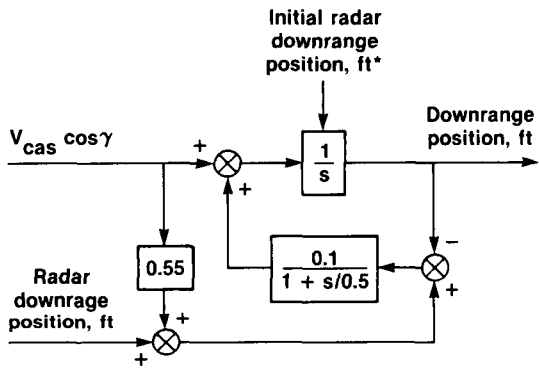 Initial radar
downrange
position, ft*
Downrange
position, ft
V_cas cosγ
+
+
1
s
−
0.55
0.1
1 + s/0.5
+
Radar
downrage
position, ft
+
+